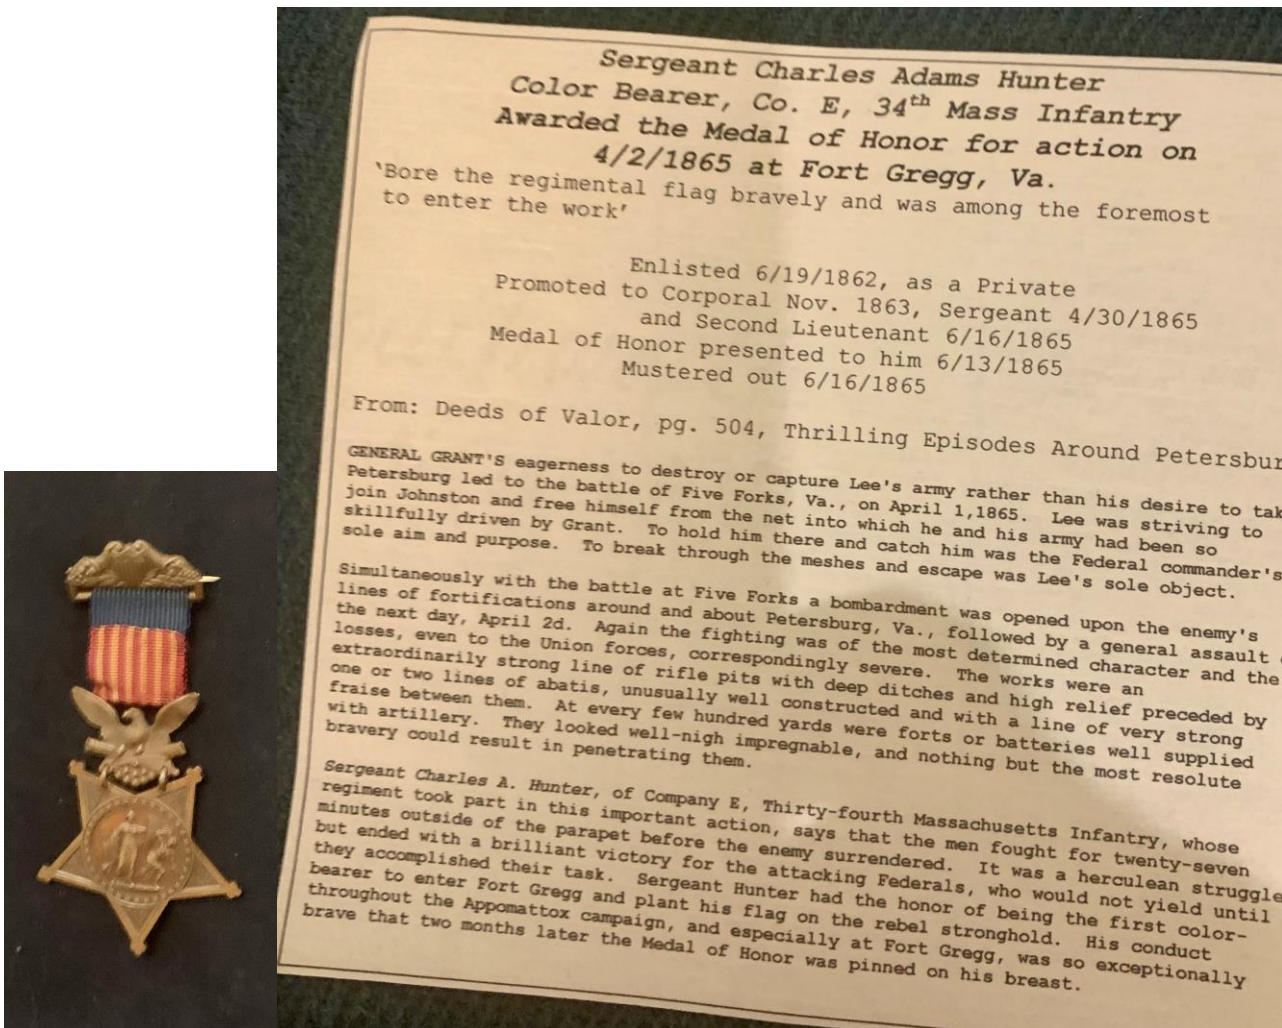 Sergeant Charles Adams Hunter
Color Bearer, Co. E, 34th Mass Infantry
Awarded the Medal of Honor for action on
4/2/1865 at Fort Gregg, Va.
'Bore the regimental flag bravely and was among the foremost
to enter the work'
Enlisted 6/19/1862, as a Private
Promoted to Corporal Nov. 1863, Sergeant 4/30/1865
and Second Lieutenant 6/16/1865
Medal of Honor presented to him 6/13/1865
Mustered out 6/16/1865
From: Deeds of Valor, pg. 504, Thrilling Episodes Around Petersbur
GENERAL GRANT'S eagerness to destroy or capture Lee's army rather than his desire to tak
Petersburg led to the battle of Five Forks, Va., on April 1,1865. Lee was striving to
join Johnston and free himself from the net into which he and his army had been so
skillfully driven by Grant. To hold him there and catch him was the Federal commander's
sole aim and purpose. To break through the meshes and escape was Lee's sole object.
Simultaneously with the battle at Five Forks a bombardment was opened upon the enemy's
lines of fortifications around and about Petersburg, Va., followed by a general assault
the next day, April 2d. Again the fighting was of the most determined character and the
losses, even to the Union forces, correspondingly severe. The works were an
extraordinarily strong line of rifle pits with deep ditches and high relief preceded by
one or two lines of abatis, unusually well constructed and with a line of very strong
fraise between them. At every few hundred yards were forts or batteries well supplied
with artillery. They looked well-nigh impregnable, and nothing but the most resolute
bravery could result in penetrating them.
Sergeant Charles A. Hunter, of Company E, Thirty-fourth Massachusetts Infantry, whose
regiment took part in this important action, says that the men fought for twenty-seven
minutes outside of the parapet before the enemy surrendered. It was a herculean struggle
but ended with a brilliant victory for the attacking Federals, who would not yield until
they accomplished their task. Sergeant Hunter had the honor of being the first color-
bearer to enter Fort Gregg and plant his flag on the rebel stronghold. His conduct
throughout the Appomattox campaign, and especially at Fort Gregg, was so exceptionally
brave that two months later the Medal of Honor was pinned on his breast.